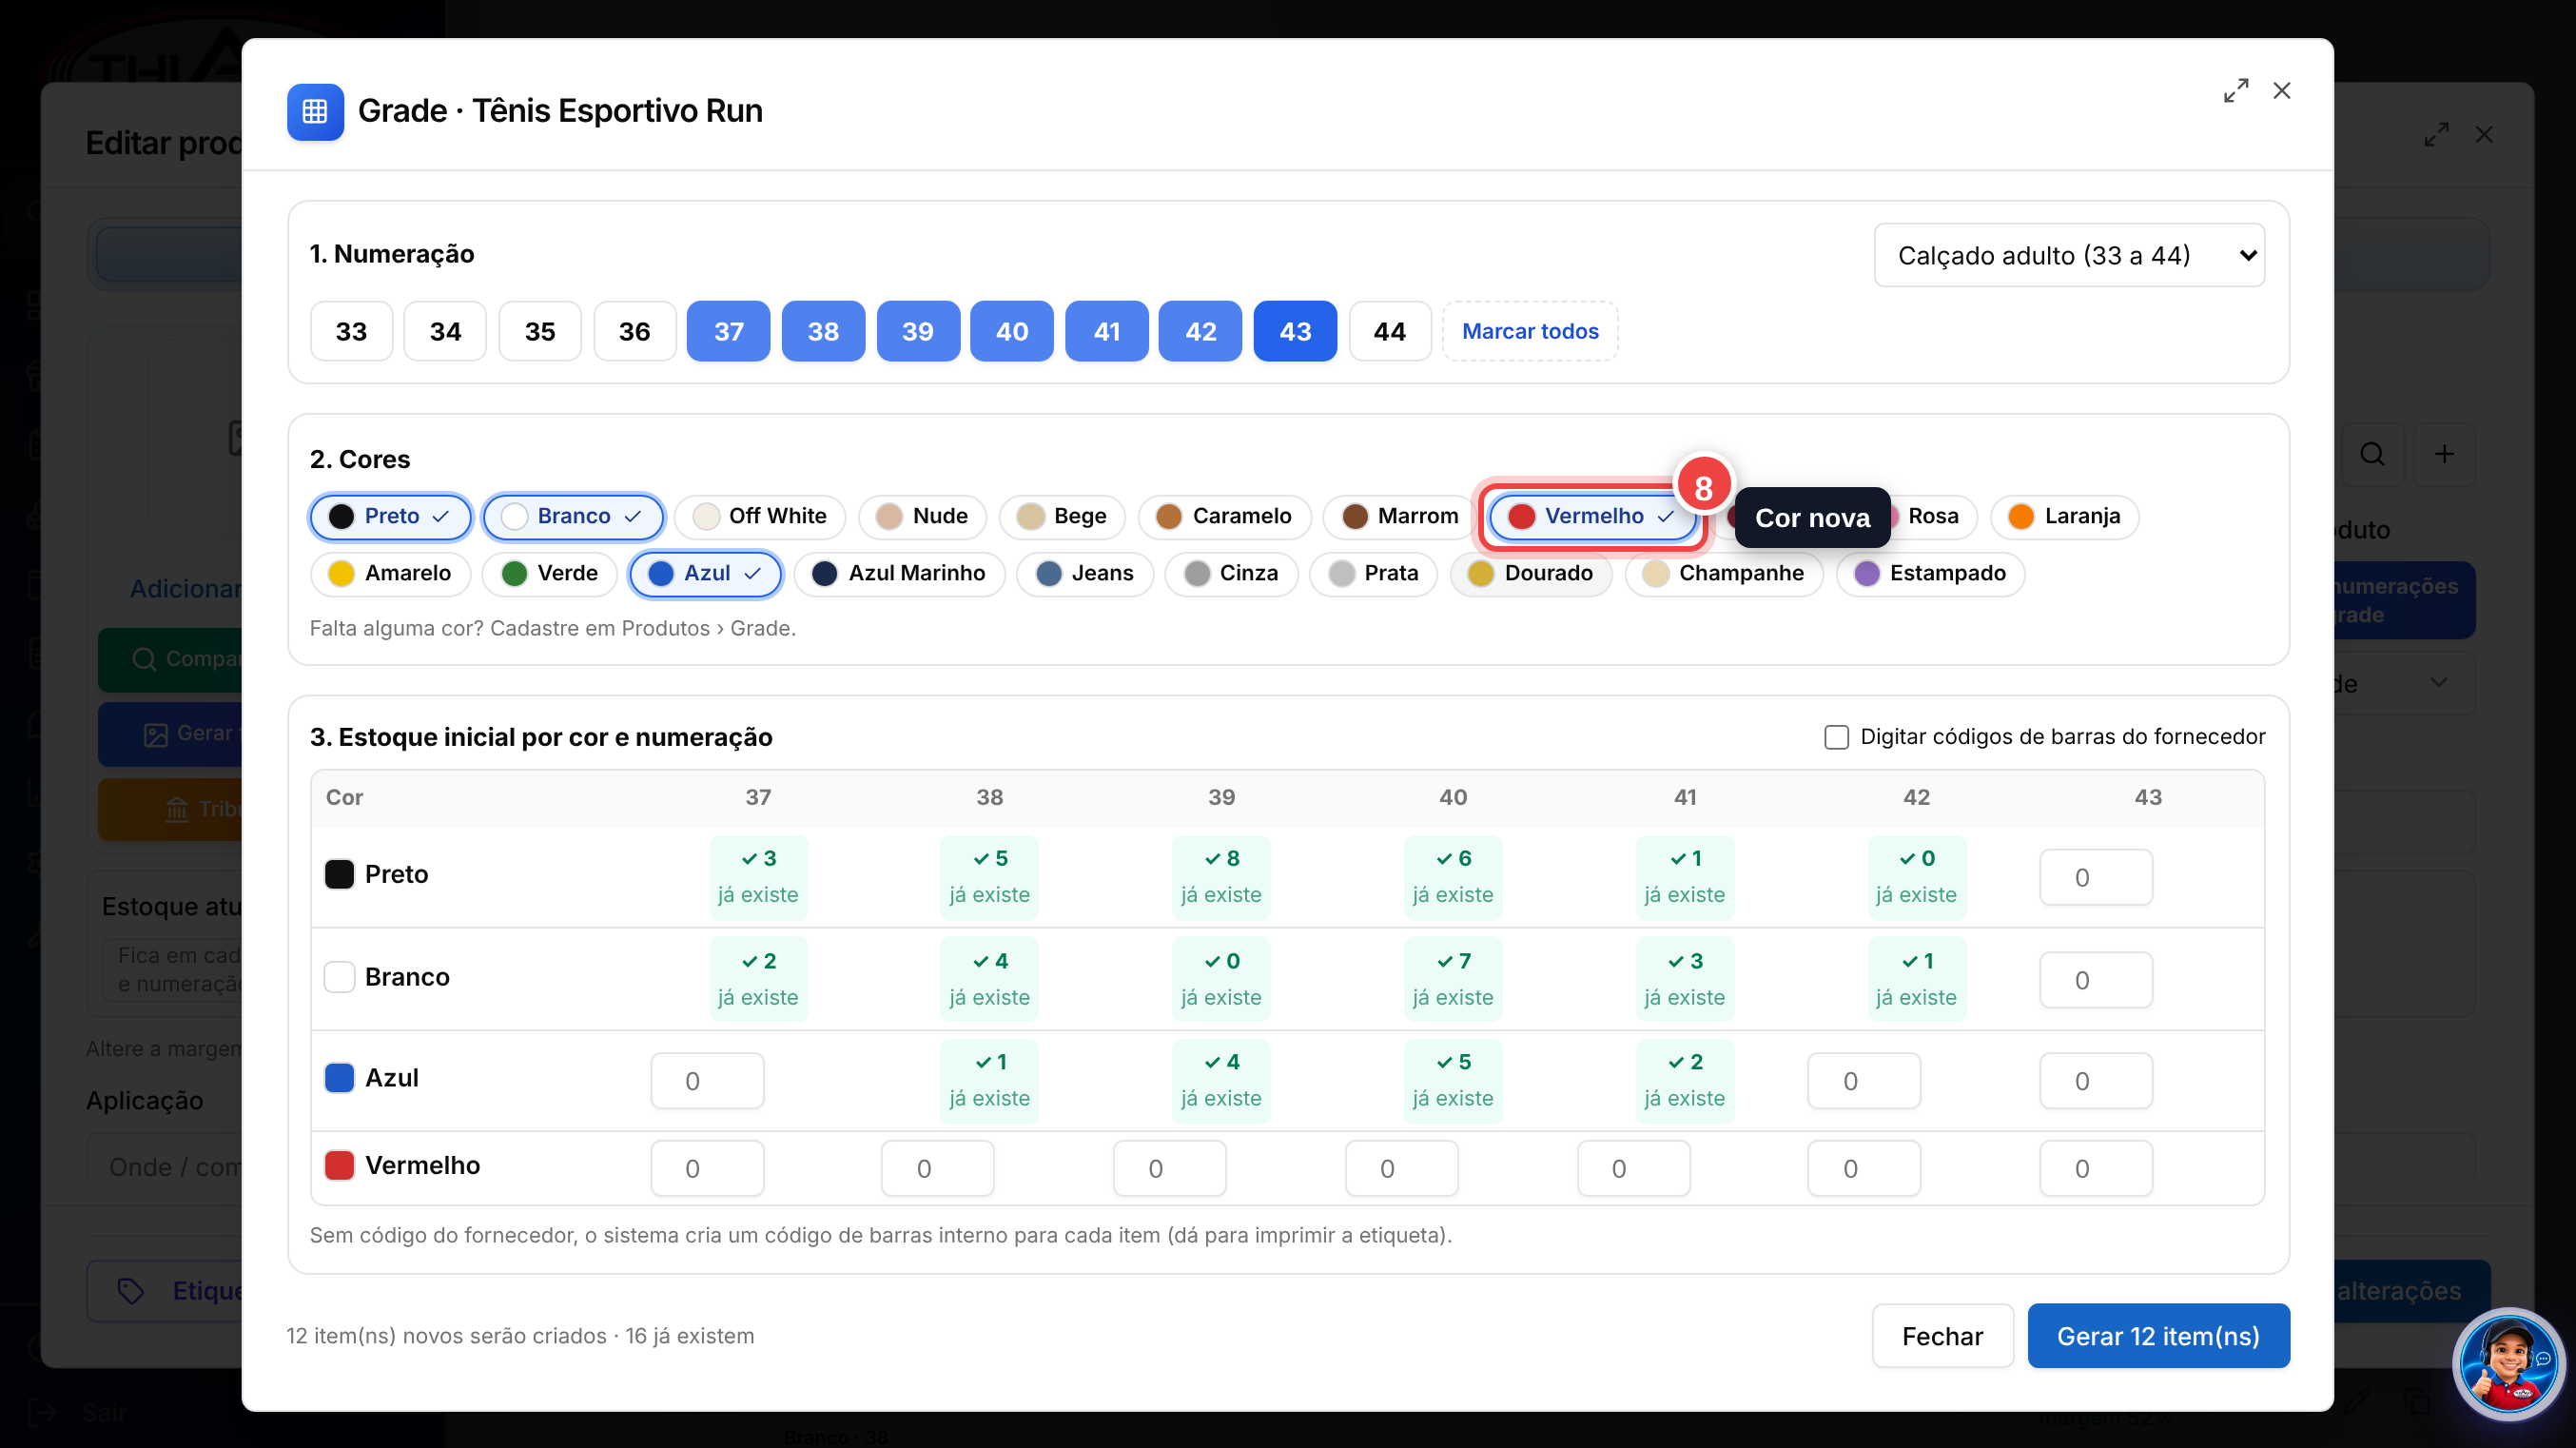 Grade · Tênis Esportivo Run
Editar prod
1. Numeração
Calçado adulto (33 a 44)
33 34 35 36 37 38 39 40 41 42 43 44 Marcar todos
2. Cores
8
Cor nova
Preto Branco Off White Nude Bege Caramelo Marrom Vermelho Rosa Laranja
Amarelo Verde Azul Azul Marinho Jeans Cinza Prata Dourado Champanhe Estampado
Falta alguma cor? Cadastre em Produtos › Grade.
Adicionar
Compar
Gerar
Tribu
Estoque atu
Fica em cad
e numeraçã
Altere a margem
Aplicação
Onde / com
Etique
numerações
rade
alterações
3. Estoque inicial por cor e numeração
Digitar códigos de barras do fornecedor
Cor 37 38 39 40 41 42 43
Preto
3 5 8 6 1 0 0
já existe já existe já existe já existe já existe já existe
Branco
2 4 0 7 3 1 0
já existe já existe já existe já existe já existe já existe
Azul
0 1 4 5 2 0 0
já existe já existe já existe já existe
Vermelho 0 0 0 0 0 0 0
Sem código do fornecedor, o sistema cria um código de barras interno para cada item (dá para imprimir a etiqueta).
12 item(ns) novos serão criados · 16 já existem
Fechar
Gerar 12 item(ns)
Sair
Branco · 38
margem 52%